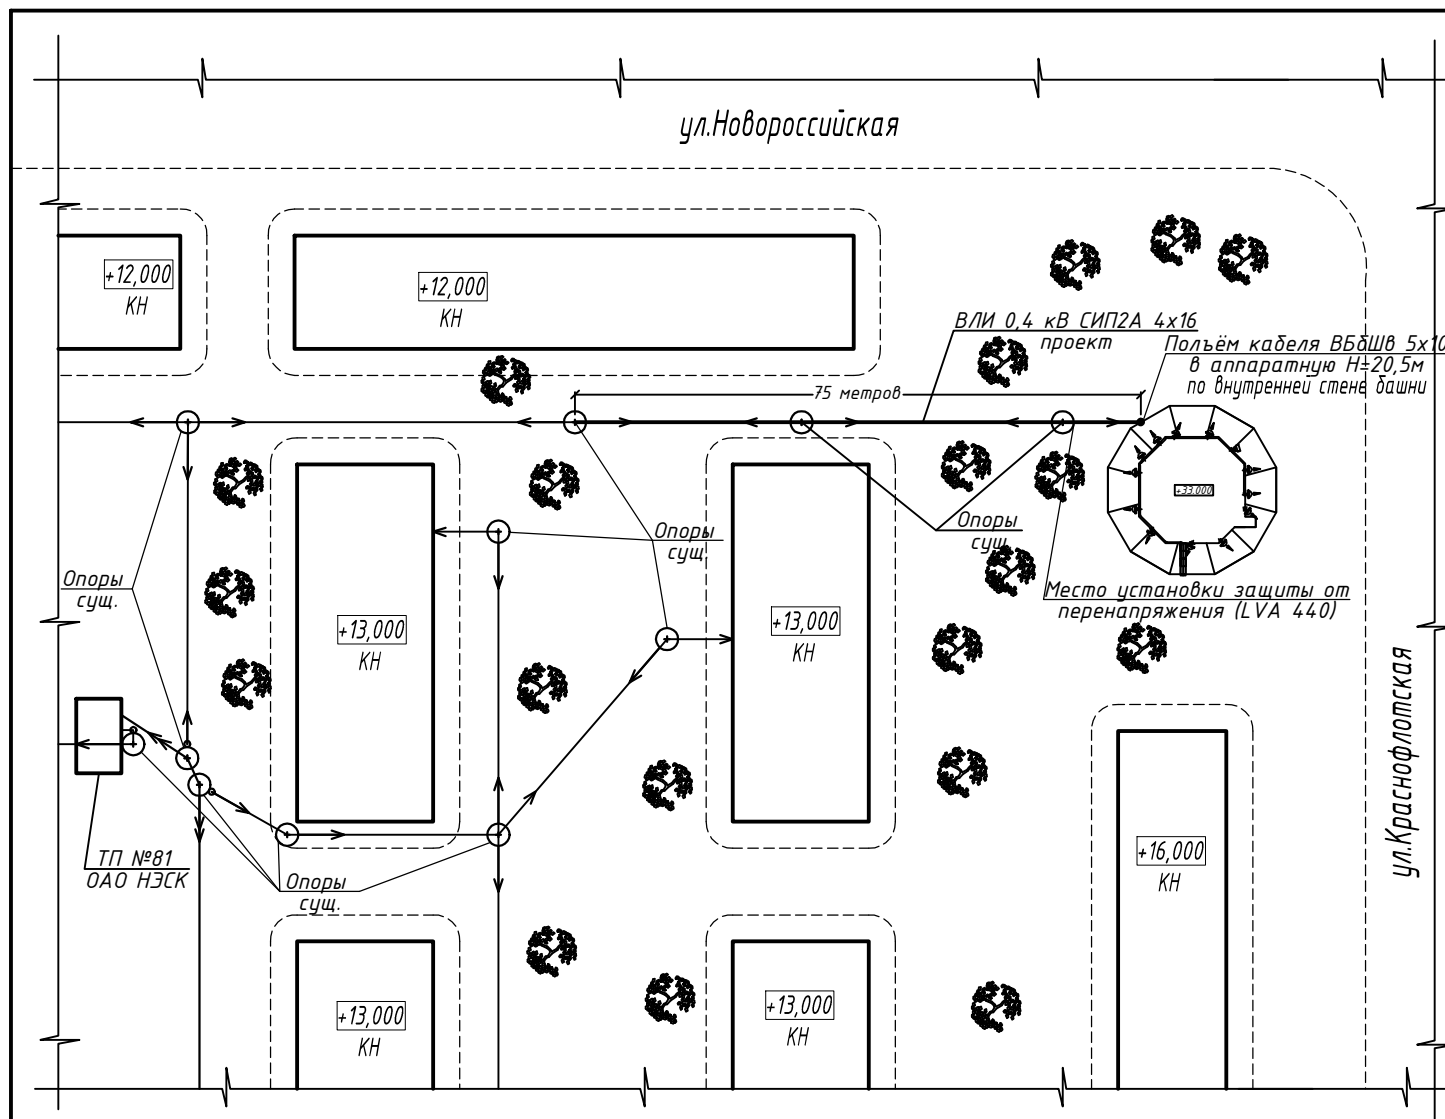 ул.Новороссийская
+12,000
КН
+12,000
КН
ВЛИ 0,4 кВ СИП2А 4х16
проект
Полъём кабеля ВБбШв 5х10
в аппаратную Н=20,5м
по внутренней стене башни
75 метров
+33.000
Опоры
сущ.
Опоры
сущ.
Опоры
сущ.
Место установки защиты от
перенапряжения (LVA 440)
+13,000
КН
+13,000
КН
ул.Краснофлотская
ТП №81
ОАО НЭСК
Опоры
сущ.
+16,000
КН
+13,000
КН
+13,000
КН